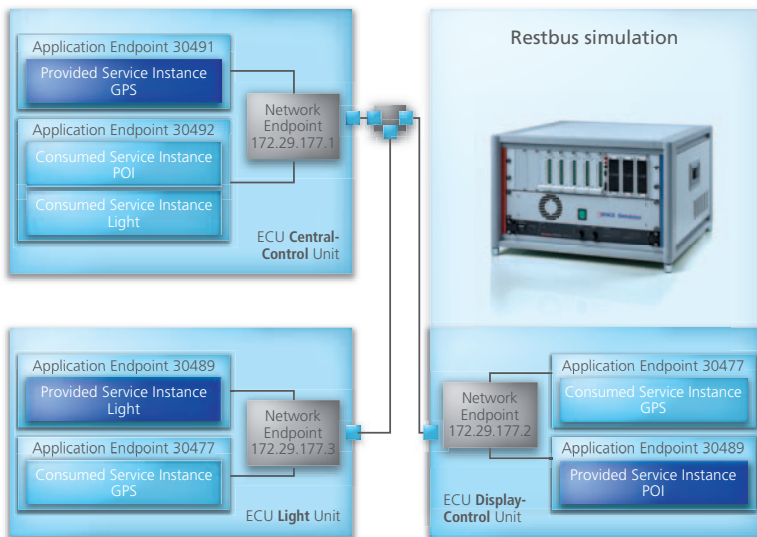 Application Endpoint 30491
Provided Service Instance
GPS
Application Endpoint 30492
Consumed Service Instance
POI
Consumed Service Instance
Light
Network
Endpoint
172.29.177.1
ECU Central-
Control Unit
Restbus simulation
Application Endpoint 30489
Provided Service Instance
Light
Application Endpoint 30477
Consumed Service Instance
GPS
Network
Endpoint
172.29.177.3
ECU Light Unit
Network
Endpoint
172.29.177.2
ECU Display-
Control Unit
Application Endpoint 30477
Consumed Service Instance
GPS
Application Endpoint 30489
Provided Service Instance
POI